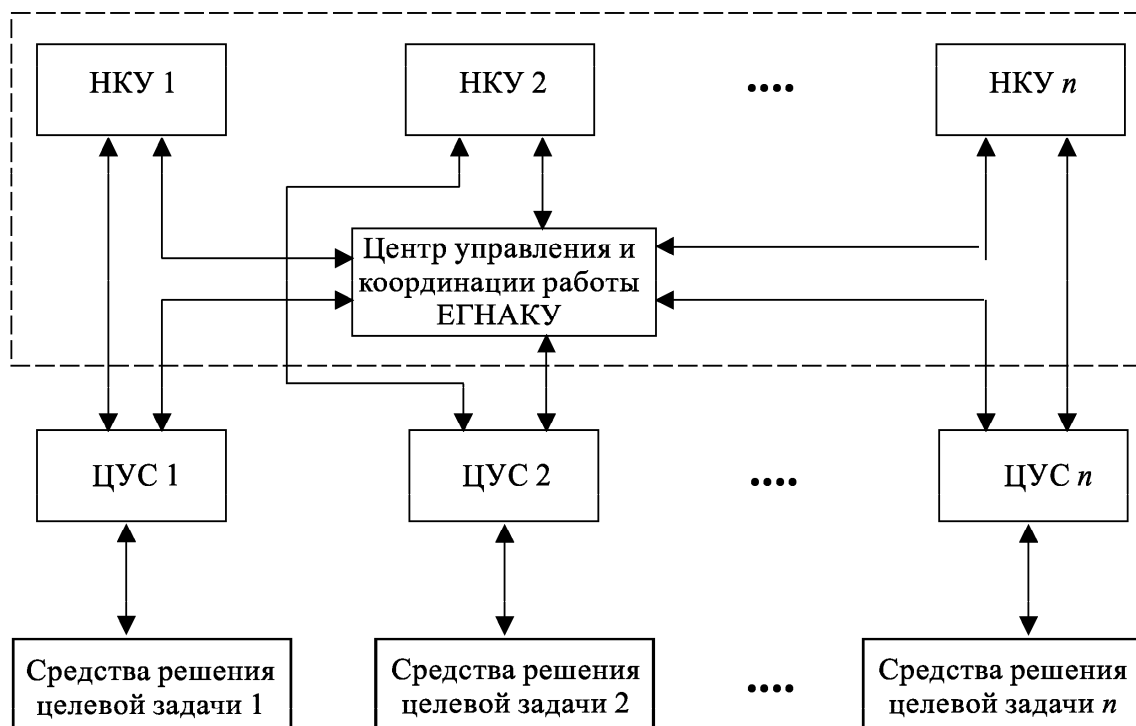 НКУ 1
НКУ 2
....
НКУ n
Центр управления и
координации работы
ЕГНАКУ
ЦУС 1
ЦУС 2
....
ЦУС n
Средства решения
целевой задачи 1
Средства решения
целевой задачи 2
....
Средства решения
целевой задачи n